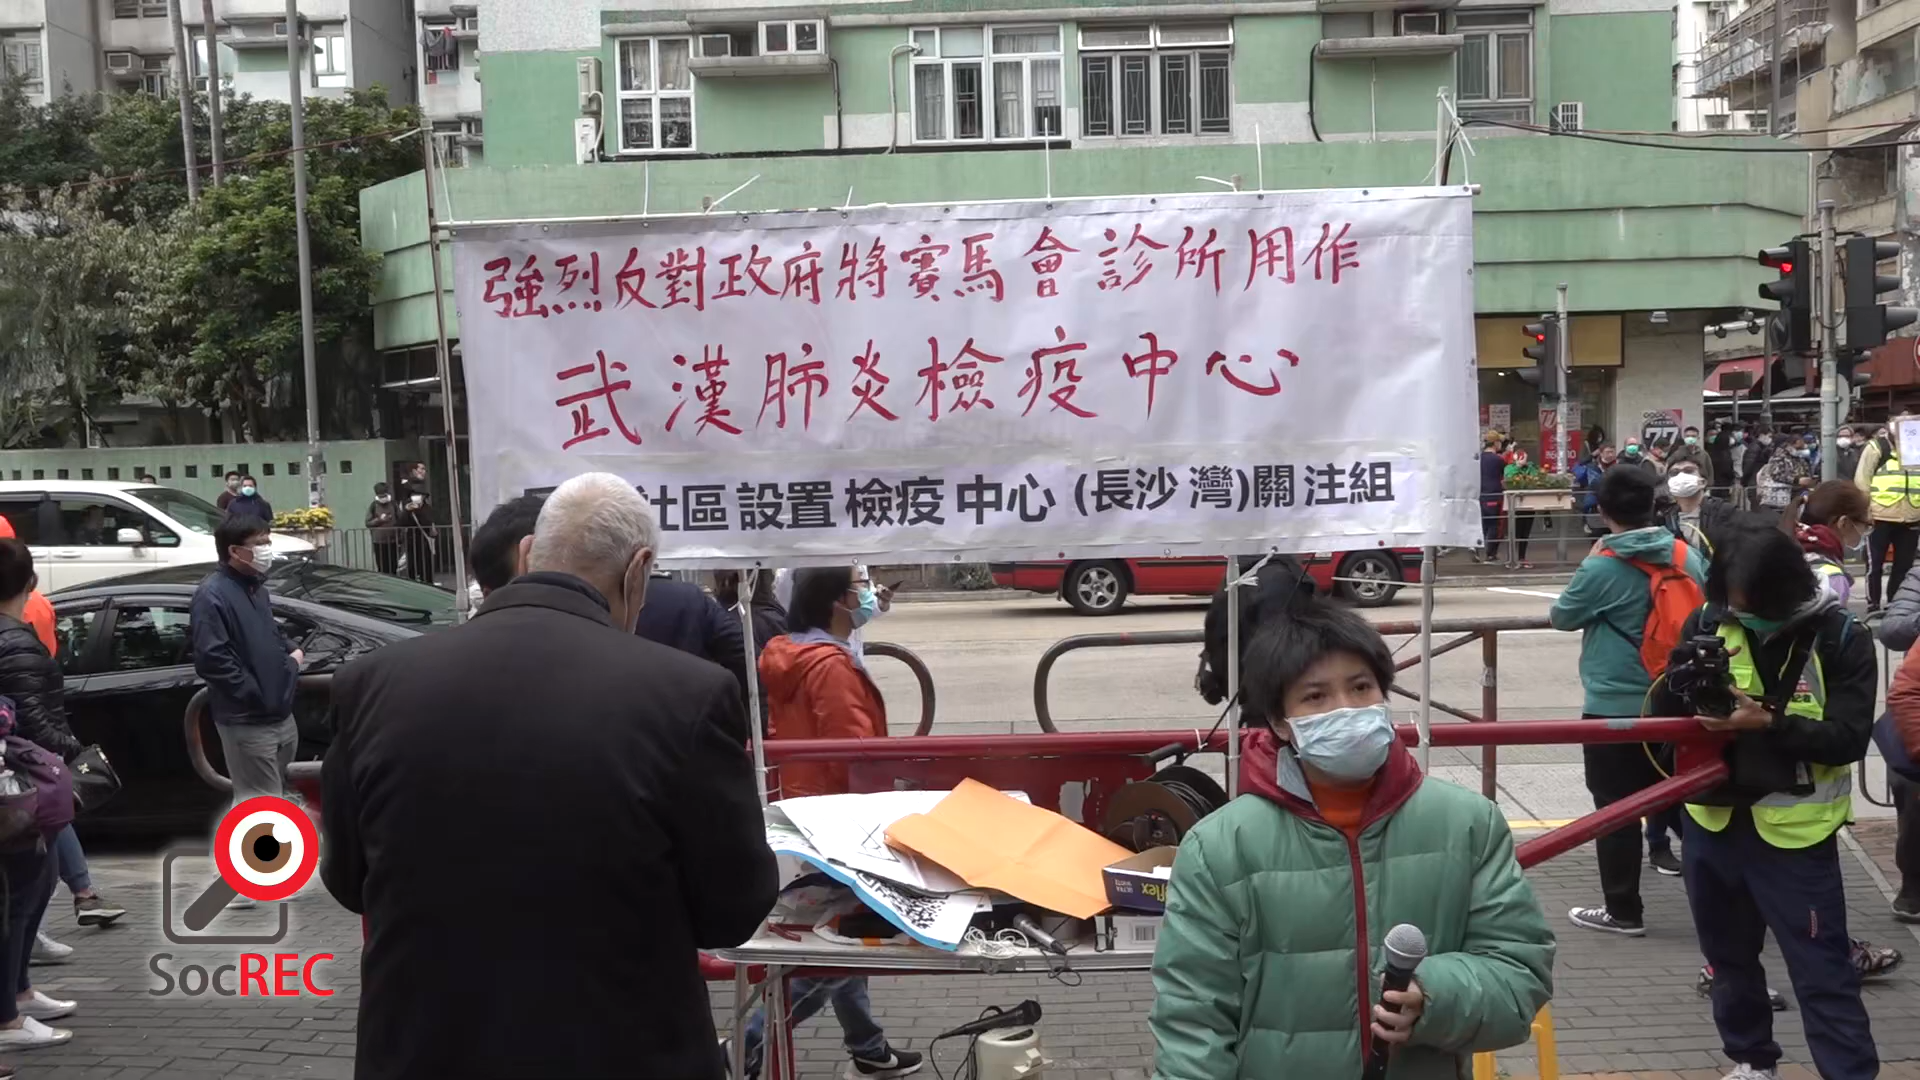 強烈反對政府將賽馬會診所用作
武漢肺炎檢疫中心
社區設置檢疫中心 (長沙灣)關注組
77
SocREC